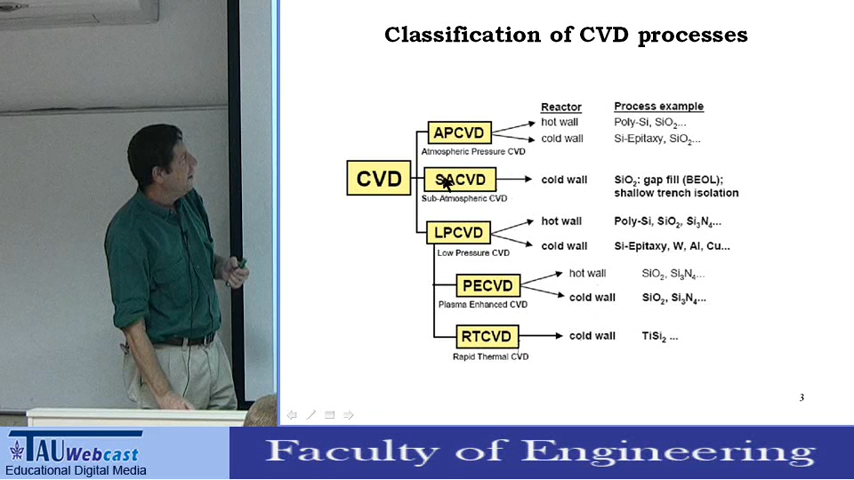 Classification of CVD processes
Reactor
Process example
APCVD
hot wall
Poly-Si, SiO2...
cold wall
Si-Epitaxy, SiO2...
Atmospheric Pressure CVD
CVD
SACVD
cold wall
SiO2: gap fill (BEOL);
shallow trench isolation
Sub-Atmospheric CVD
LPCVD
hot wall
Poly-Si, SiO2, Si3N4...
cold wall
Si-Epitaxy, W, Al, Cu...
Low Pressure CVD
PECVD
hot wall
SiO2, Si3N4...
cold wall
SiO2, Si3N4...
Plasma Enhanced CVD
RTCVD
cold wall
TiSi2 ...
Rapid Thermal CVD
3
TAU Webcast
Educational Digital Media
Faculty of Engineering